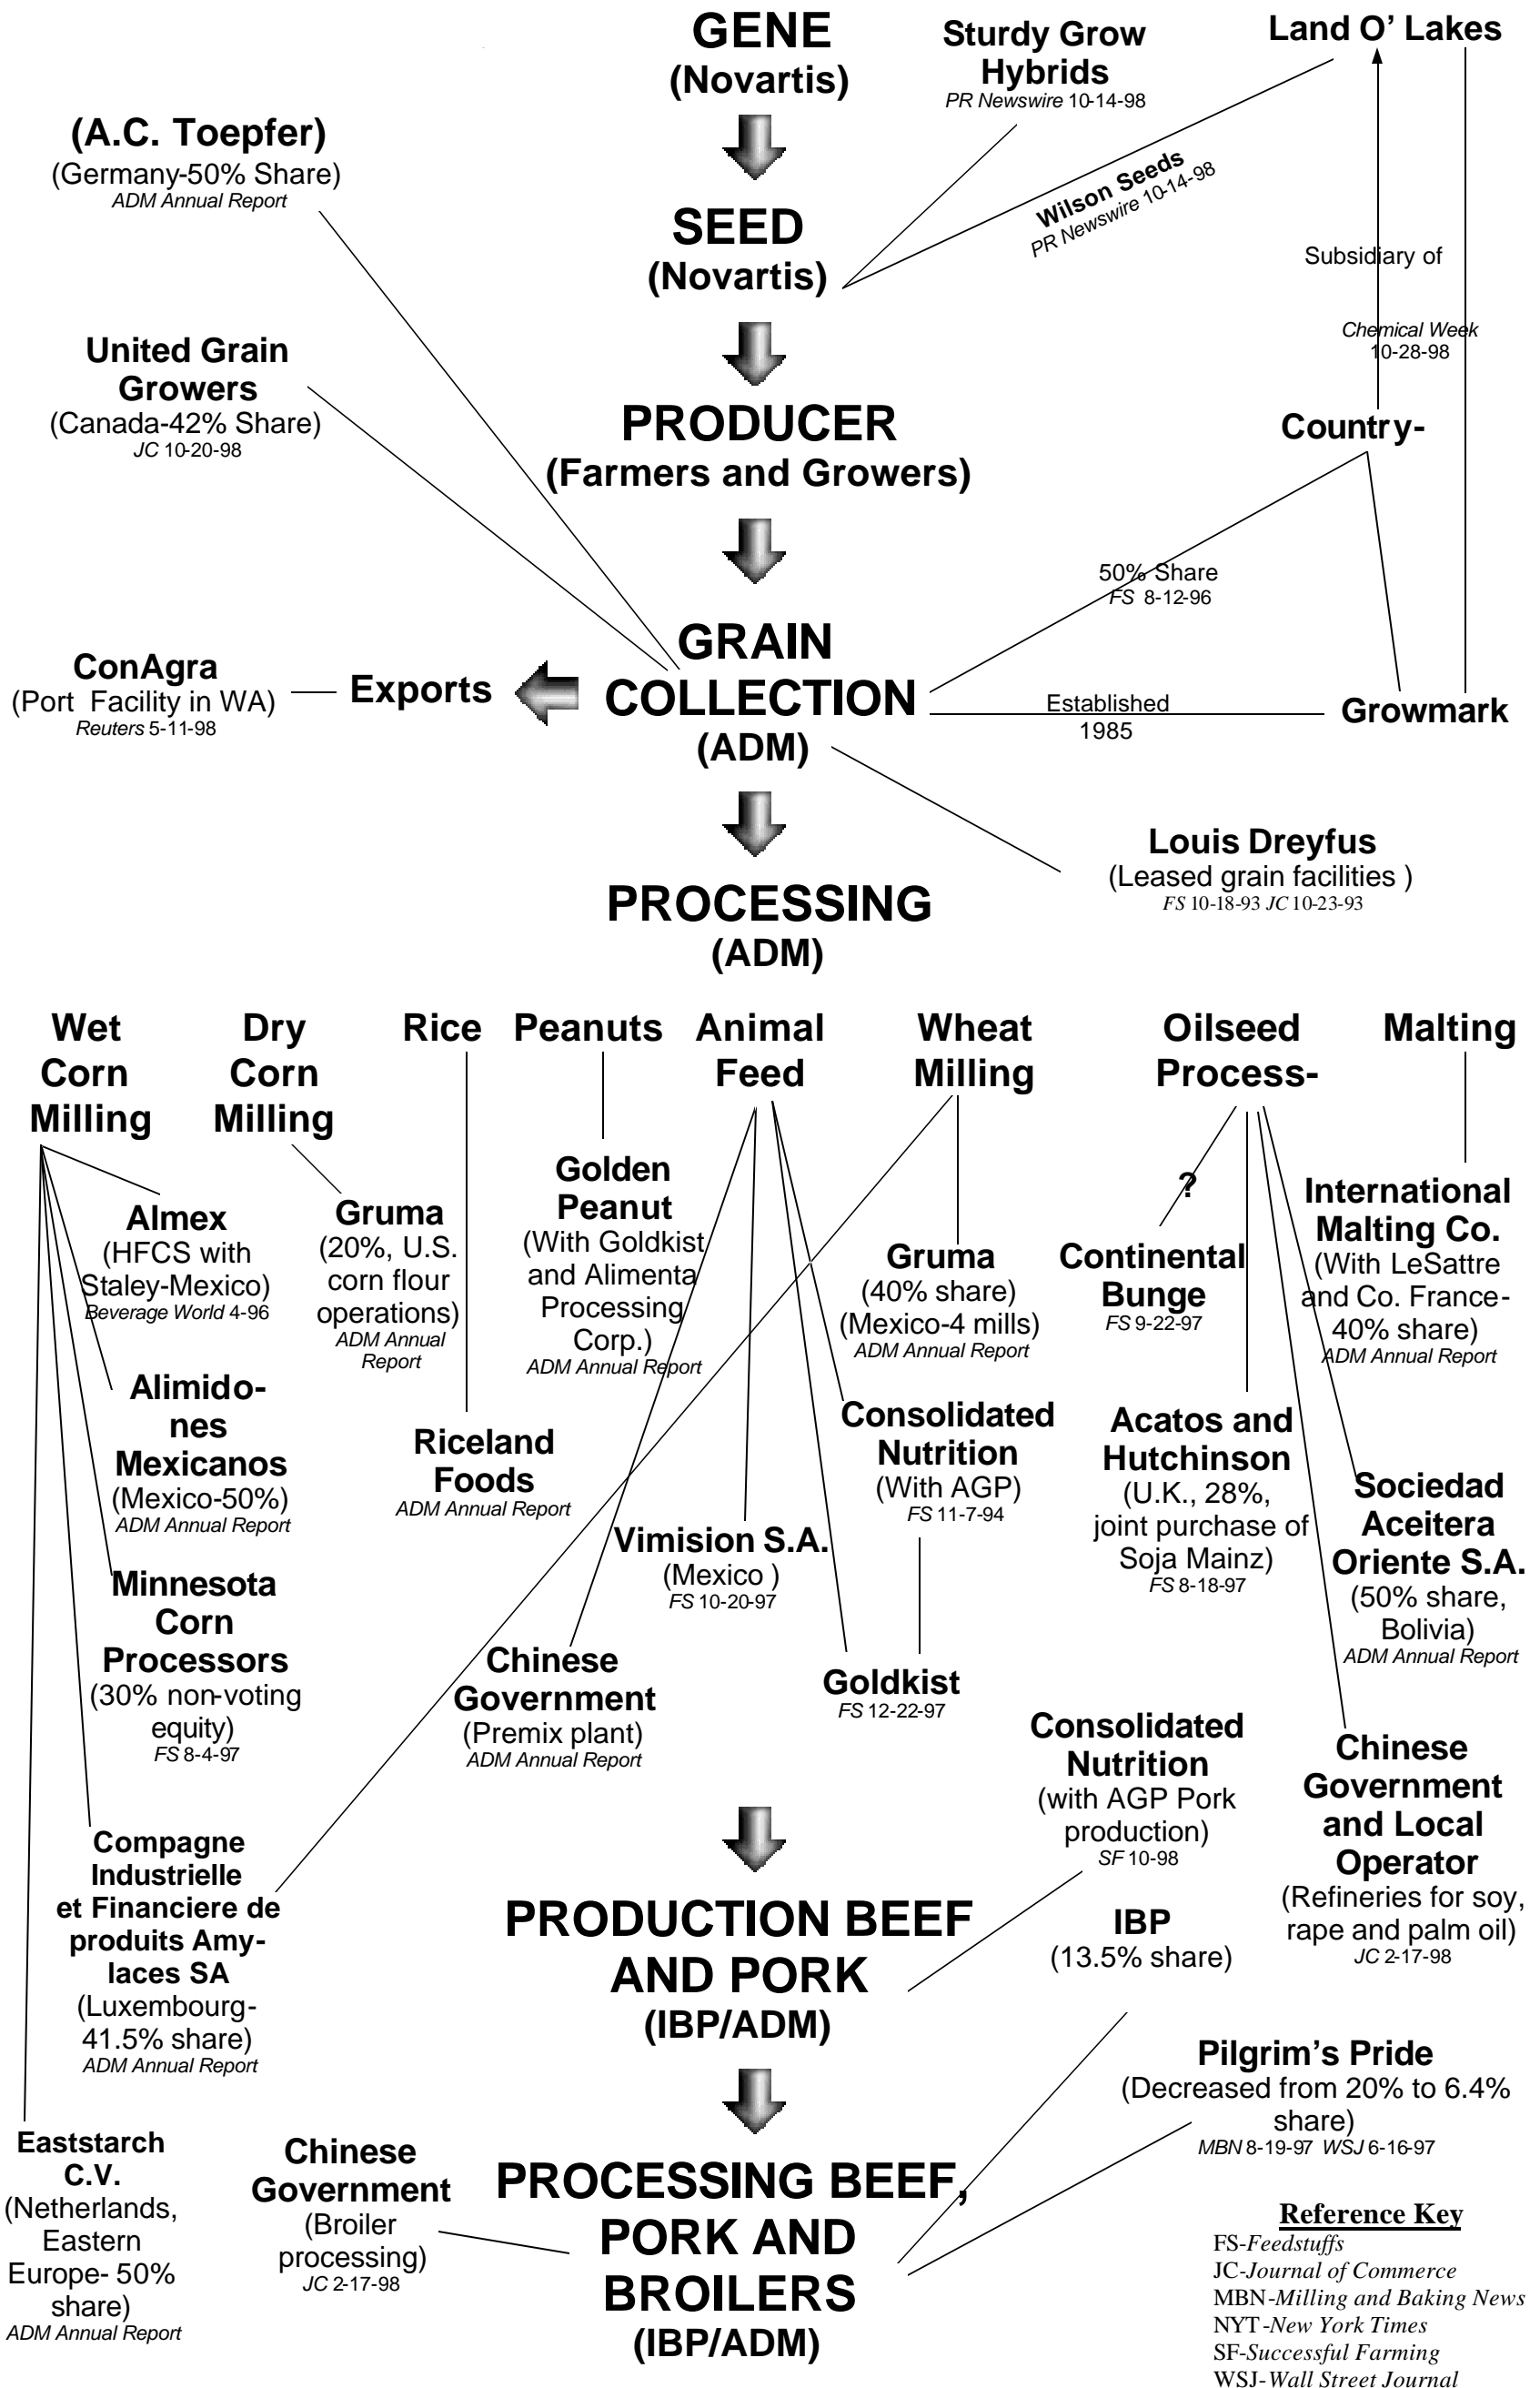 GENE
(Novartis)
Sturdy Grow
Hybrids
PR Newswire 10-14-98
Land O' Lakes
(A.C. Toepfer)
(Germany-50% Share)
ADM Annual Report
Wilson Seeds
PR Newswire 10-14-98
SEED
(Novartis)
Subsidiary of
Chemical Week
10-28-98
United Grain
Growers
(Canada-42% Share)
JC 10-20-98
PRODUCER
(Farmers and Growers)
Country-
50% Share
FS 8-12-96
GRAIN
COLLECTION
(ADM)
ConAgra
(Port Facility in WA)
Reuters 5-11-98
Exports
Established
1985
Growmark
Louis Dreyfus
(Leased grain facilities )
FS 10-18-93 JC 10-23-93
PROCESSING
(ADM)
Wet
Corn
Milling
Dry
Corn
Milling
Rice
Peanuts
Animal
Feed
Wheat
Milling
Oilseed
Process-
Malting
Almex
(HFCS with
Staley-Mexico)
Beverage World 4-96
Gruma
(20%, U.S.
corn flour
operations)
ADM Annual
Report
Golden
Peanut
(With Goldkist
and Alimenta
Processing
Corp.)
ADM Annual Report
Gruma
(40% share)
(Mexico-4 mills)
ADM Annual Report
?
Continental
Bunge
FS 9-22-97
International
Malting Co.
(With LeSattre
and Co. France-
40% share)
ADM Annual Report
Alimido-
nes
Mexicanos
(Mexico-50%)
ADM Annual Report
Riceland
Foods
ADM Annual Report
Consolidated
Nutrition
(With AGP)
FS 11-7-94
Acatos and
Hutchinson
(U.K., 28%,
joint purchase of
Soja Mainz)
FS 8-18-97
Sociedad
Aceitera
Oriente S.A.
(50% share,
Bolivia)
ADM Annual Report
Vimision S.A.
(Mexico )
FS 10-20-97
Minnesota
Corn
Processors
(30% non-voting
equity)
FS 8-4-97
Chinese
Government
(Premix plant)
ADM Annual Report
Goldkist
FS 12-22-97
Consolidated
Nutrition
(with AGP Pork
production)
SF 10-98
Chinese
Government
and Local
Operator
(Refineries for soy,
rape and palm oil)
JC 2-17-98
Compagne
Industrielle
et Financiere de
produits Amy-
laces SA
(Luxembourg-
41.5% share)
ADM Annual Report
PRODUCTION BEEF
AND PORK
(IBP/ADM)
IBP
(13.5% share)
Pilgrim's Pride
(Decreased from 20% to 6.4%
share)
MBN 8-19-97 WSJ 6-16-97
Eaststarch
C.V.
(Netherlands,
Eastern
Europe- 50%
share)
ADM Annual Report
Chinese
Government
(Broiler
processing)
JC 2-17-98
PROCESSING BEEF,
PORK AND
BROILERS
(IBP/ADM)
Reference Key
FS-Feedstuffs
JC-Journal of Commerce
MBN-Milling and Baking News
NYT-New York Times
SF-Successful Farming
WSJ-Wall Street Journal